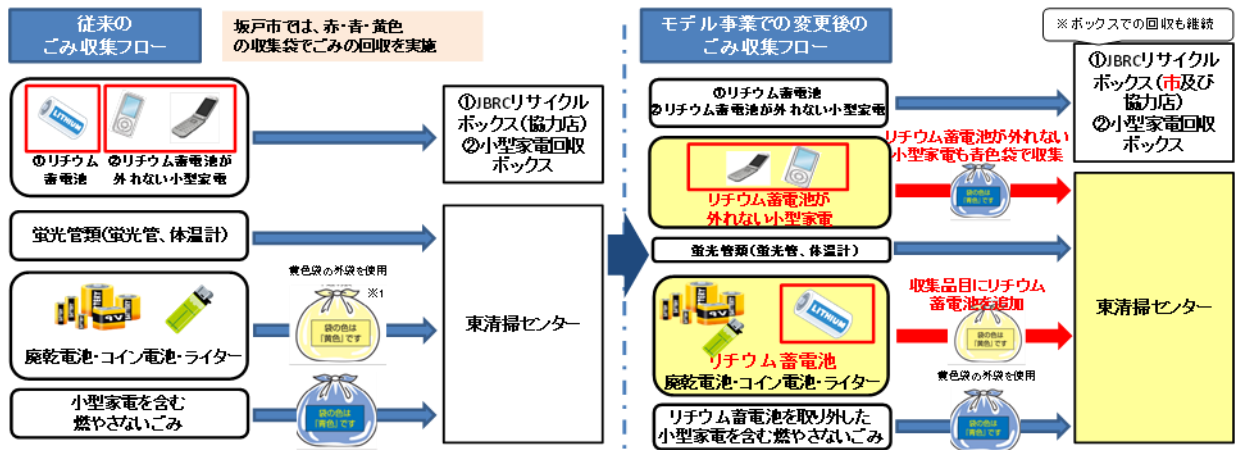 従来の
ごみ収集フロー
坂戸市では、赤・青・黄色
の収集袋でごみの回収を実施
LITHIUM
①リチウム
蓄電池
②リチウム蓄電池が
外れない小型家電
①JBRCリサイクル
ボックス(協力店)
②小型家電回収
ボックス
蛍光管類(蛍光管、体温計)
黄色袋の外袋を使用
※1
袋の色は
「黄色」です
9V
廃乾電池・コイン電池・ライター
東清掃センター
小型家電を含む
燃やさないごみ
袋の色は
「青色」です
モデル事業での変更後の
ごみ収集フロー
※ボックスでの回収も継続
①リチウム蓄電池
②リチウム蓄電池が外れない小型家電
①JBRCリサイクル
ボックス(市及び
協力店)
②小型家電回収
ボックス
リチウム蓄電池が外れない
小型家電も青色袋で収集
リチウム蓄電池が
外れない小型家電
袋の色は
「青色」です
蛍光管類(蛍光管、体温計)
収集品目にリチウム
蓄電池を追加
LITHIUM
9V
リチウム蓄電池
廃乾電池・コイン電池・ライター
袋の色は
「黄色」です
黄色袋の外袋を使用
東清掃センター
リチウム蓄電池を取り外した
小型家電を含む燃やさないごみ
袋の色は
「青色」です